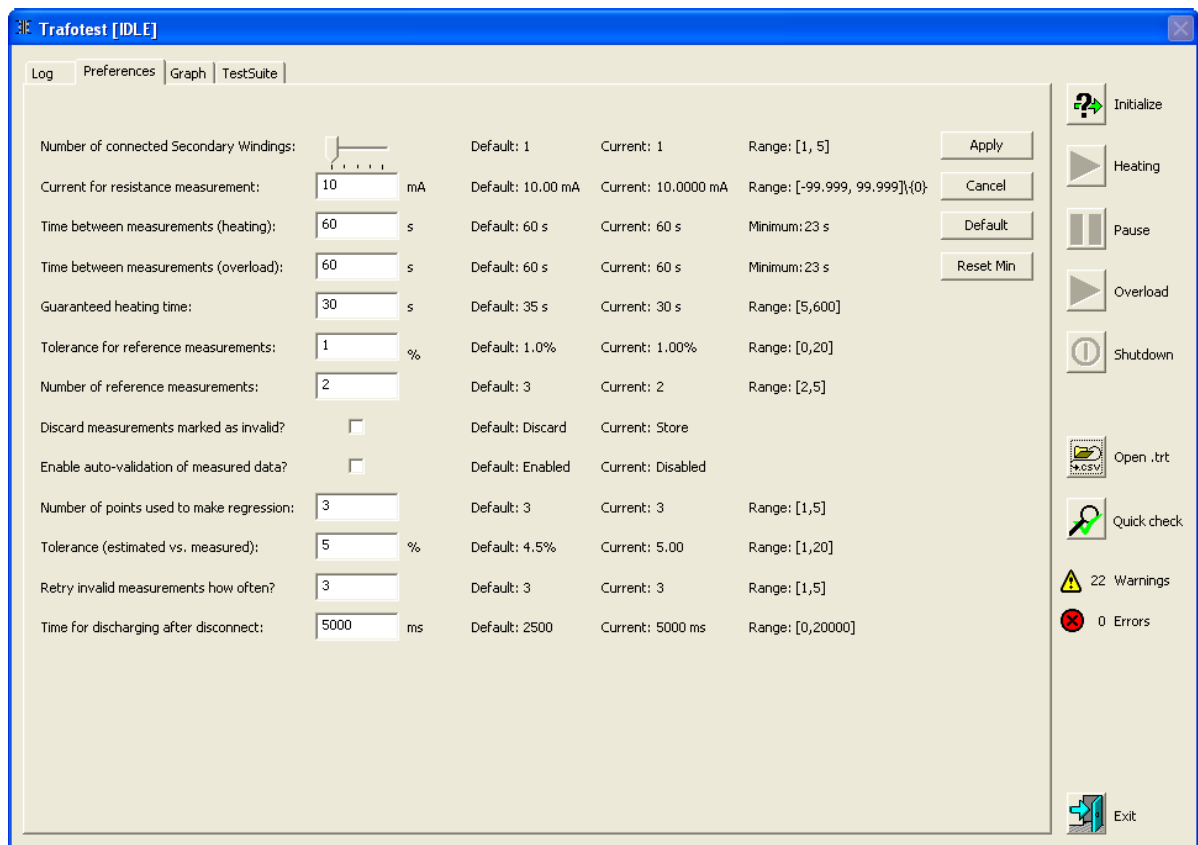 Trafotest [IDLE]
Log Preferences Graph TestSuite
Number of connected Secondary Windings: Default: 1 Current: 1 Range: [1, 5] Apply
Current for resistance measurement: 10 mA Default: 10.00 mA Current: 10.0000 mA Range: [-99.999, 99.999]\{0} Cancel
Time between measurements (heating): 60 s Default: 60 s Current: 60 s Minimum: 23 s Default
Time between measurements (overload): 60 s Default: 60 s Current: 60 s Minimum: 23 s Reset Min
Guaranteed heating time: 30 s Default: 35 s Current: 30 s Range: [5,600]
Tolerance for reference measurements: 1 % Default: 1.0% Current: 1.00% Range: [0,20]
Number of reference measurements: 2 Default: 3 Current: 2 Range: [2,5]
Discard measurements marked as invalid? Default: Discard Current: Store
Enable auto-validation of measured data? Default: Enabled Current: Disabled
Number of points used to make regression: 3 Default: 3 Current: 3 Range: [1,5]
Tolerance (estimated vs. measured): 5 % Default: 4.5% Current: 5.00 Range: [1,20]
Retry invalid measurements how often? 3 Default: 3 Current: 3 Range: [1,5]
Time for discharging after disconnect: 5000 ms Default: 2500 Current: 5000 ms Range: [0,20000]
Initialize
Heating
Pause
Overload
Shutdown
.csv Open .trt
Quick check
22 Warnings
0 Errors
Exit